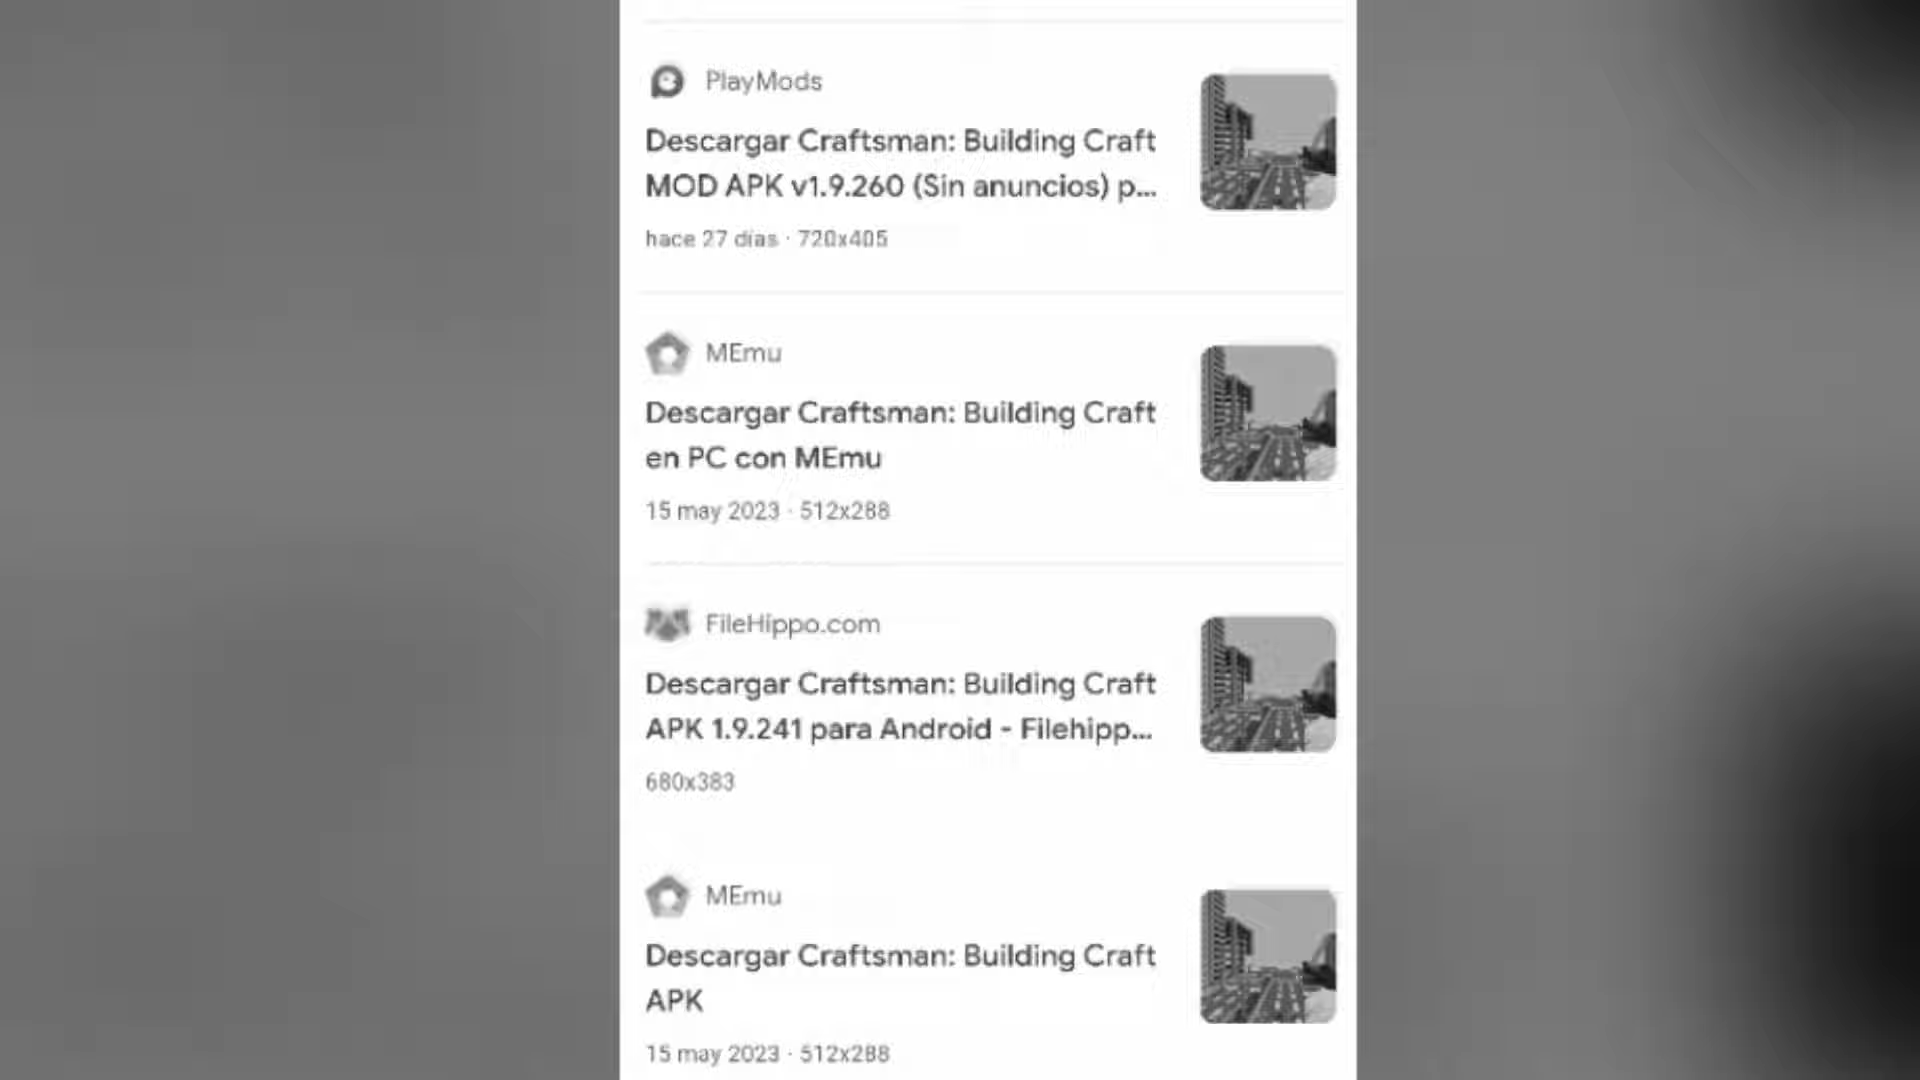 PlayMods
Descargar Craftsman: Building Craft
MOD APK v1.9.260 (Sin anuncios) p...
hace 27 días · 720x405
MEmu
Descargar Craftsman: Building Craft
en PC con MEmu
15 may 2023 · 512x288
FileHippo.com
Descargar Craftsman: Building Craft
APK 1.9.241 para Android - Filehipp...
680x383
MEmu
Descargar Craftsman: Building Craft
APK
15 may 2023 · 512x288